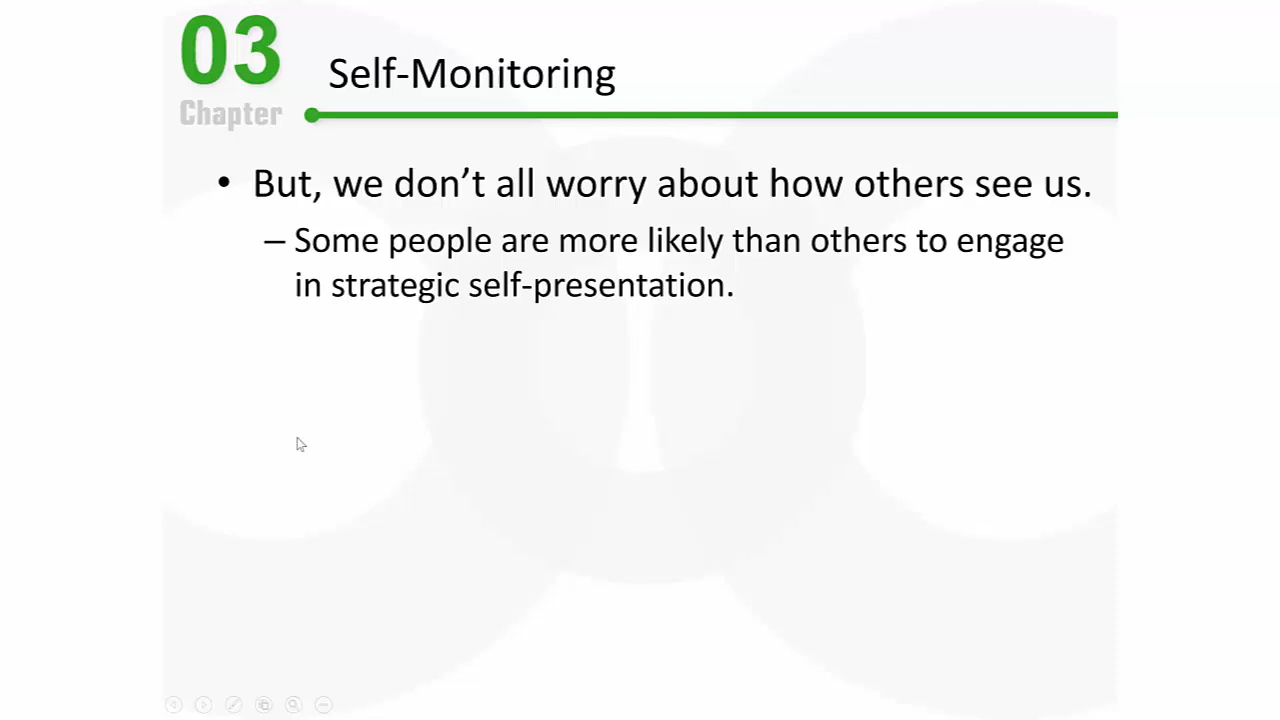 03
Chapter
Self-Monitoring
• But, we don’t all worry about how others see us.
– Some people are more likely than others to engage
in strategic self-presentation.